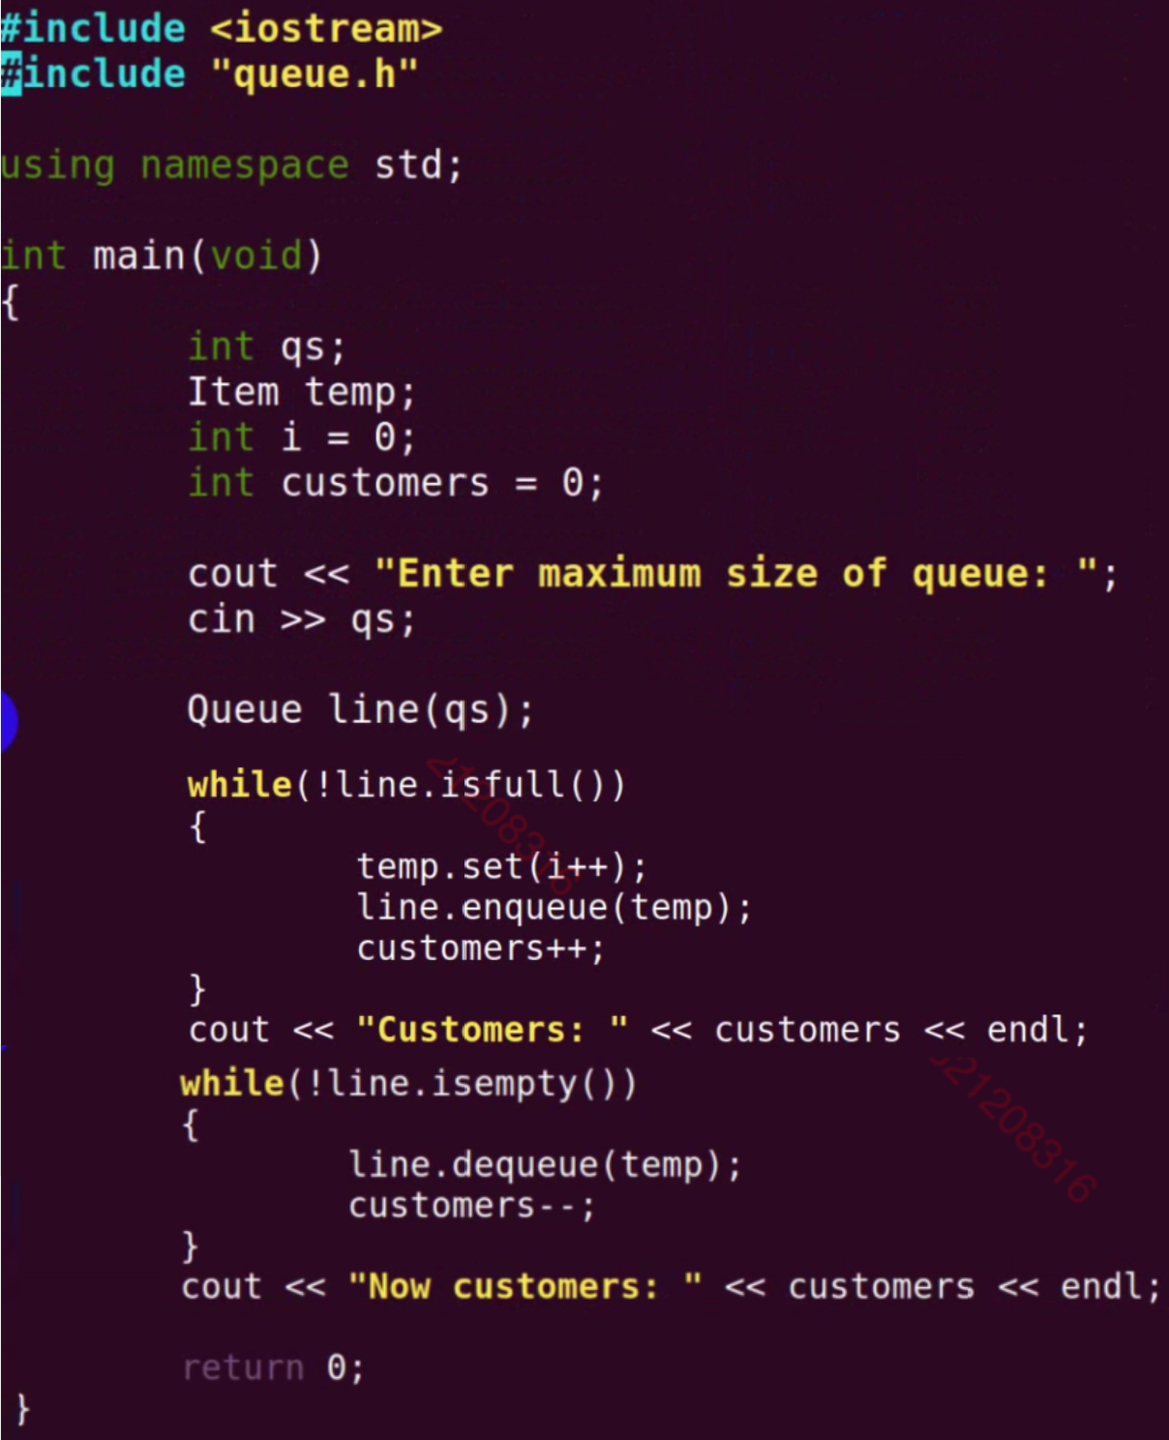 #include <iostream>
#include "queue.h"
using namespace std;
int main(void)
{
int qs;
Item temp;
int i = 0;
int customers = 0;
cout << "Enter maximum size of queue: ";
cin >> qs;
Queue line(qs);
while(!line.isfull())
{
temp.set(i++);
line.enqueue(temp);
customers++;
}
cout << "Customers: " << customers << endl;
while(!line.isempty())
{
line.dequeue(temp);
customers--;
}
cout << "Now customers: " << customers << endl;
return 0;
}